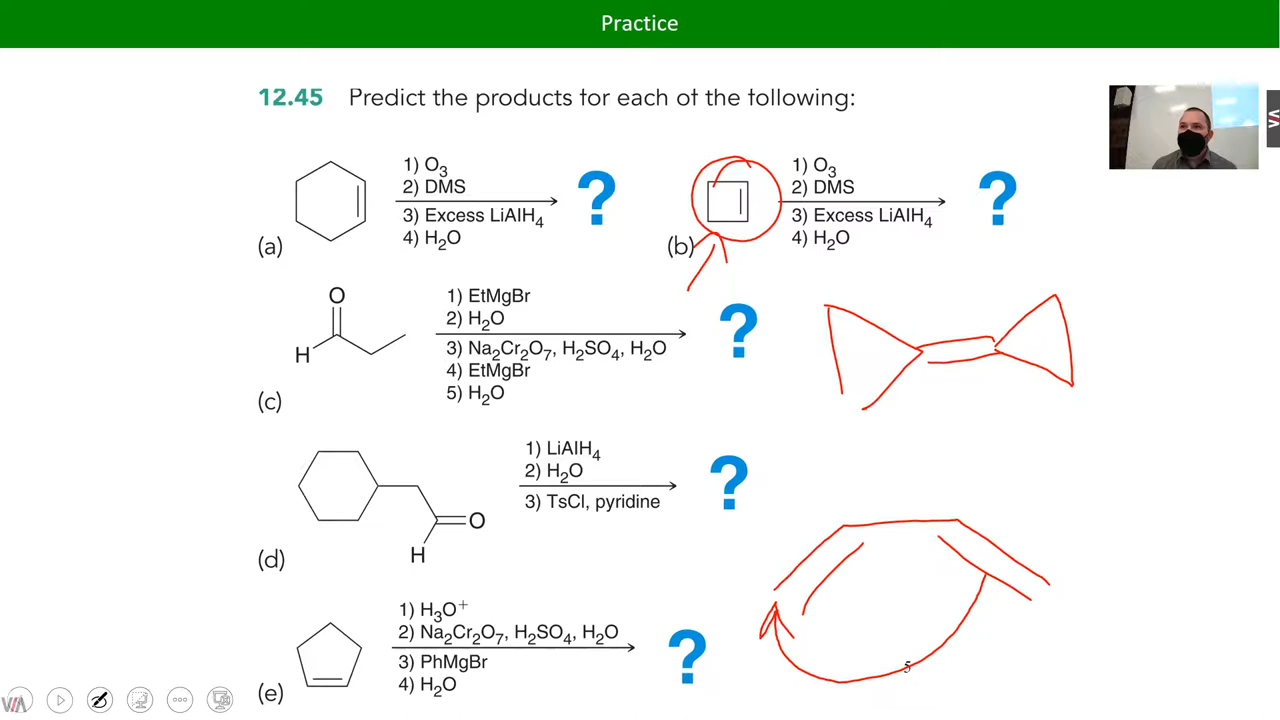 Practice
12.45 Predict the products for each of the following:
(a)
1) O3
2) DMS
3) Excess LiAlH4
4) H2O
?
(b)
1) O3
2) DMS
3) Excess LiAlH4
4) H2O
?
(c)
O
H
1) EtMgBr
2) H2O
3) Na2Cr2O7, H2SO4, H2O
4) EtMgBr
5) H2O
?
(d)
O
H
1) LiAlH4
2) H2O
3) TsCl, pyridine
?
(e)
1) H3O+
2) Na2Cr2O7, H2SO4, H2O
3) PhMgBr
4) H2O
?
5